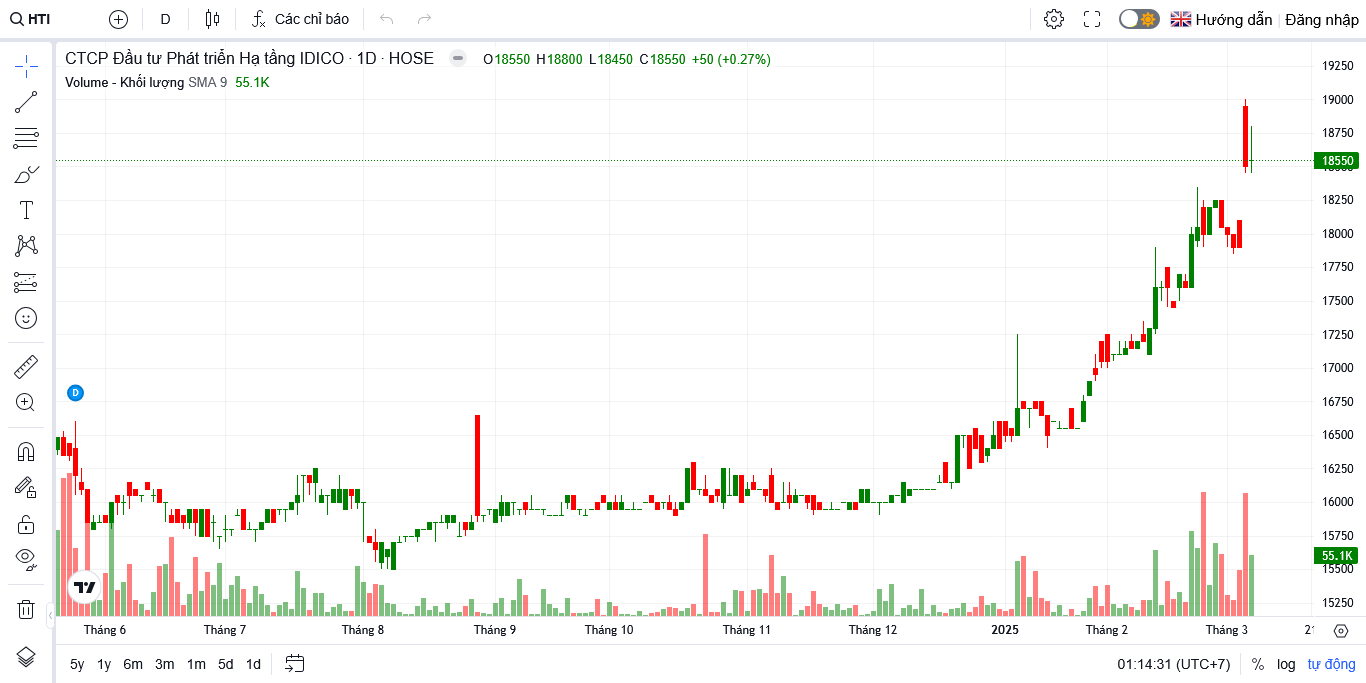 HTI D Các chỉ báo Hướng dẫn Đăng nhập
CTCP Đầu tư Phát triển Hạ tầng IDICO · 1D · HOSE O18550 H18800 L18450 C18550 +50 (+0.27%)
Volume - Khối lượng SMA 9 55.1K
19250
19000
18750
18550
18500
18250
18000
17750
17500
17250
17000
16750
D
16500
16250
16000
15750
55.1K
15500
15250
Tháng 6 Tháng 7 Tháng 8 Tháng 9 Tháng 10 Tháng 11 Tháng 12 2025 Tháng 2 Tháng 3 21
5y 1y 6m 3m 1m 5d 1d 01:14:31 (UTC+7) % log tự động